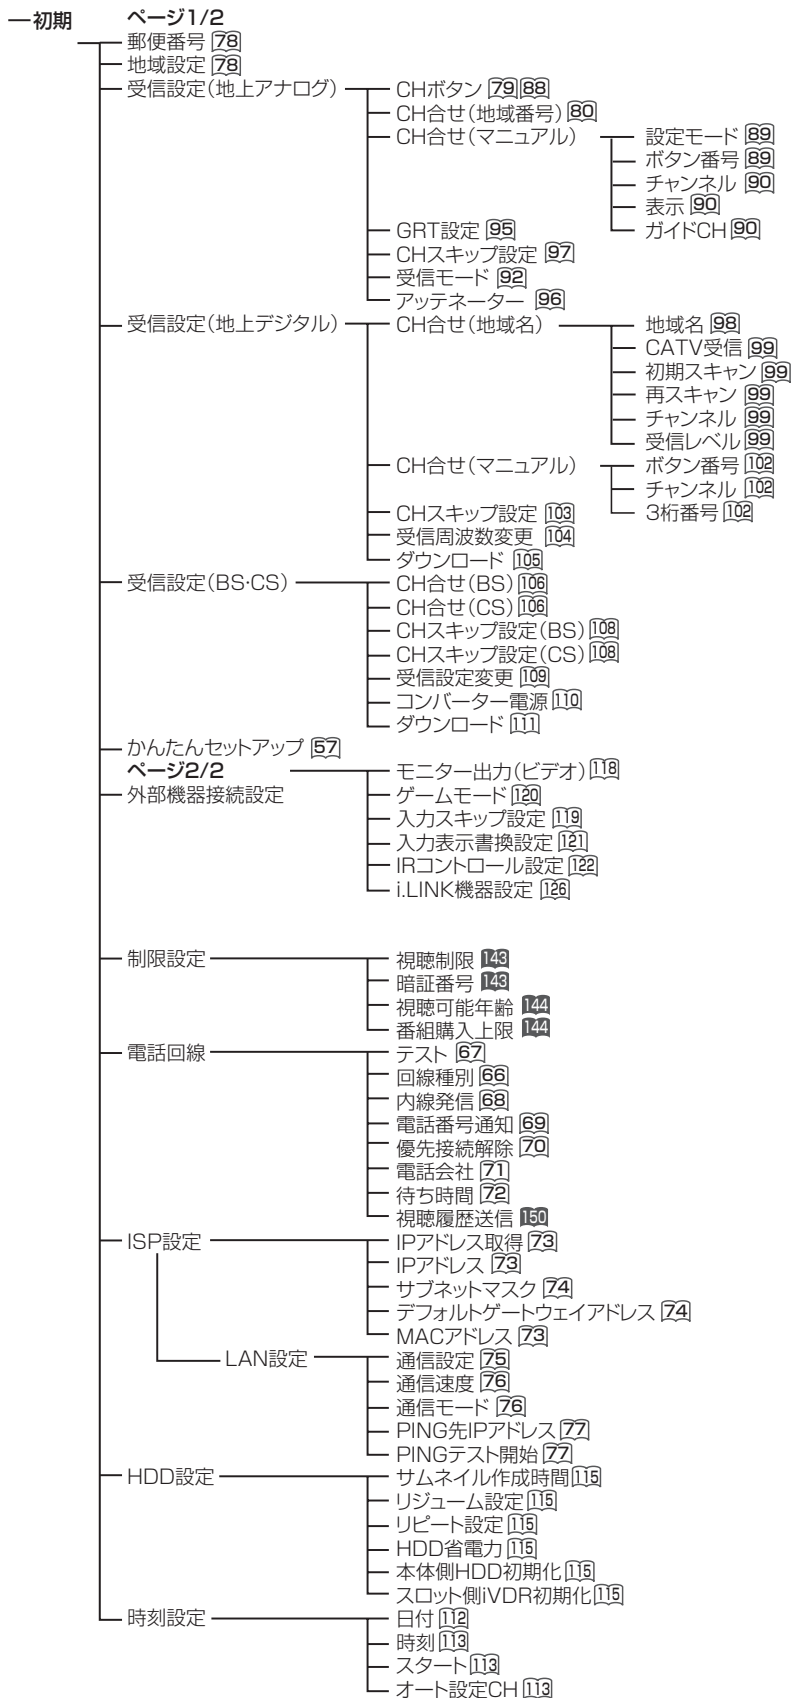 初期 ページ1/2
郵便番号 78
地域設定 78
受信設定(地上アナログ) CHボタン 79 88
CH合せ(地域番号) 80
CH合せ(マニュアル) 設定モード 89
ボタン番号 89
チャンネル 90
表示 90
GRT設定 95 ガイドCH 90
CHスキップ設定 97
受信モード 92
アッテネーター 96
受信設定(地上デジタル) CH合せ(地域名) 地域名 98
CATV受信 99
初期スキャン 99
再スキャン 99
チャンネル 99
受信レベル 99
CH合せ(マニュアル) ボタン番号 102
チャンネル 102
CHスキップ設定 103 3桁番号 102
受信周波数変更 104
ダウンロード 105
受信設定(BS·CS) CH合せ(BS) 106
CH合せ(CS) 106
CHスキップ設定(BS) 108
CHスキップ設定(CS) 108
受信設定変更 109
コンバーター電源 110
ダウンロード 111
かんたんセットアップ 57
ページ2/2 モニター出力(ビデオ) 118
外部機器接続設定 ゲームモード 120
入力スキップ設定 119
入力表示書換設定 121
IRコントロール設定 122
i.LINK機器設定 126
制限設定 視聴制限 143
暗証番号 143
視聴可能年齢 144
番組購入上限 144
電話回線 テスト 67
回線種別 66
内線発信 68
電話番号通知 69
優先接続解除 70
電話会社 71
待ち時間 72
視聴履歴送信 150
ISP設定 IPアドレス取得 73
IPアドレス 73
サブネットマスク 74
デフォルトゲートウェイアドレス 74
MACアドレス 73
LAN設定 通信設定 75
通信速度 76
通信モード 76
PING先IPアドレス 77
PINGテスト開始 77
HDD設定 サムネイル作成時間 115
リジューム設定 115
リピート設定 115
HDD省電力 115
本体側HDD初期化 115
スロット側iVDR初期化 115
時刻設定 日付 112
時刻 113
スタート 113
オート設定CH 113